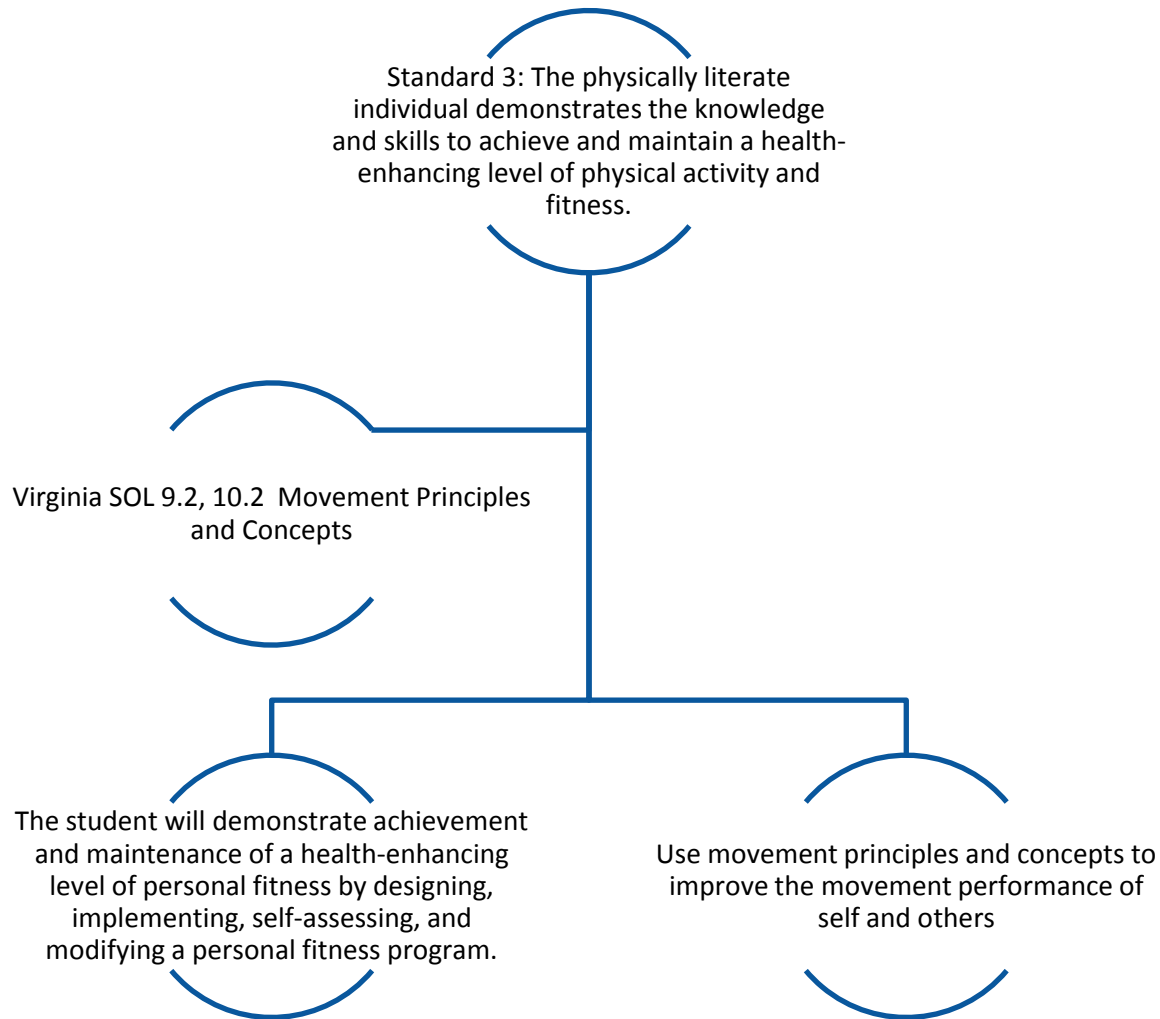 Standard 3: The physically literate
individual demonstrates the knowledge
and skills to achieve and maintain a health-
enhancing level of physical activity and
fitness.
Virginia SOL 9.2, 10.2  Movement Principles
and Concepts
The student will demonstrate achievement
and maintenance of a health-enhancing
level of personal fitness by designing,
implementing, self-assessing, and
modifying a personal fitness program.
Use movement principles and concepts to
improve the movement performance of
self and others